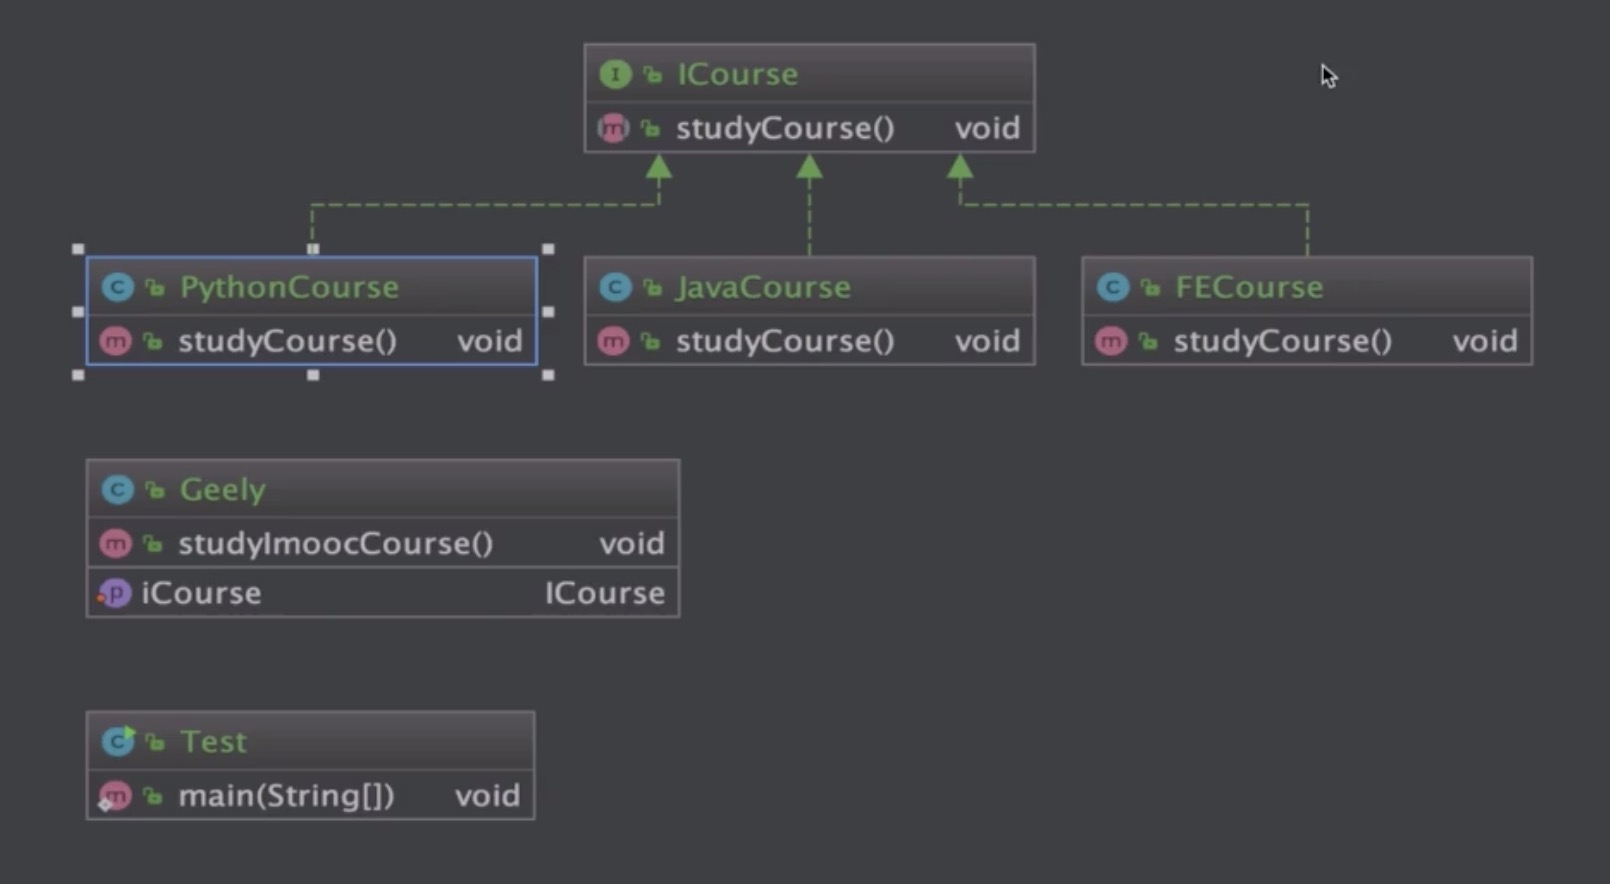 I ICourse
m studyCourse() void
C PythonCourse
m studyCourse() void
C JavaCourse
m studyCourse() void
C FECourse
m studyCourse() void
C Geely
m studyImoocCourse() void
p iCourse ICourse
C Test
m main(String[]) void